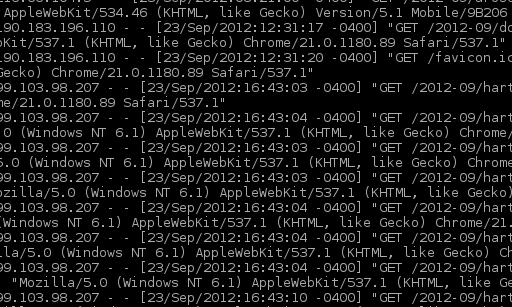 AppleWebKit/534.46 (KHTML, like Gecko) Version/5.1 Mobile/9B206
190.183.196.110 - - [23/Sep/2012:12:31:17 -0400] "GET /2012-09/do
bKit/537.1 (KHTML, like Gecko) Chrome/21.0.1180.89 Safari/537.1"
190.183.196.110 - - [23/Sep/2012:12:31:20 -0400] "GET /favicon.ic
Gecko) Chrome/21.0.1180.89 Safari/537.1"
99.103.98.207 - - [23/Sep/2012:16:43:03 -0400] "GET /2012-09/hart
me/21.0.1180.89 Safari/537.1"
99.103.98.207 - - [23/Sep/2012:16:43:04 -0400] "GET /2012-09/hart
.0 (Windows NT 6.1) AppleWebKit/537.1 (KHTML, like Gecko) Chrome/
99.103.98.207 - - [23/Sep/2012:16:43:03 -0400] "GET /2012-09/hart
5.0 (Windows NT 6.1) AppleWebKit/537.1 (KHTML, like Gecko) Chrome
99.103.98.207 - - [23/Sep/2012:16:43:03 -0400] "GET /2012-09/hart
ozilla/5.0 (Windows NT 6.1) AppleWebKit/537.1 (KHTML, like Gecko)
99.103.98.207 - - [23/Sep/2012:16:43:04 -0400] "GET /2012-09/hart
(Windows NT 6.1) AppleWebKit/537.1 (KHTML, like Gecko) Chrome/21.
99.103.98.207 - - [23/Sep/2012:16:43:04 -0400] "GET /2012-09/hart
lla/5.0 (Windows NT 6.1) AppleWebKit/537.1 (KHTML, like Gecko) Ch
99.103.98.207 - - [23/Sep/2012:16:43:04 -0400] "GET /2012-09/hart
"Mozilla/5.0 (Windows NT 6.1) AppleWebKit/537.1 (KHTML, like Geck
99.103.98.207 - - [23/Sep/2012:16:43:10 -0400] "GET /2012-09/hart